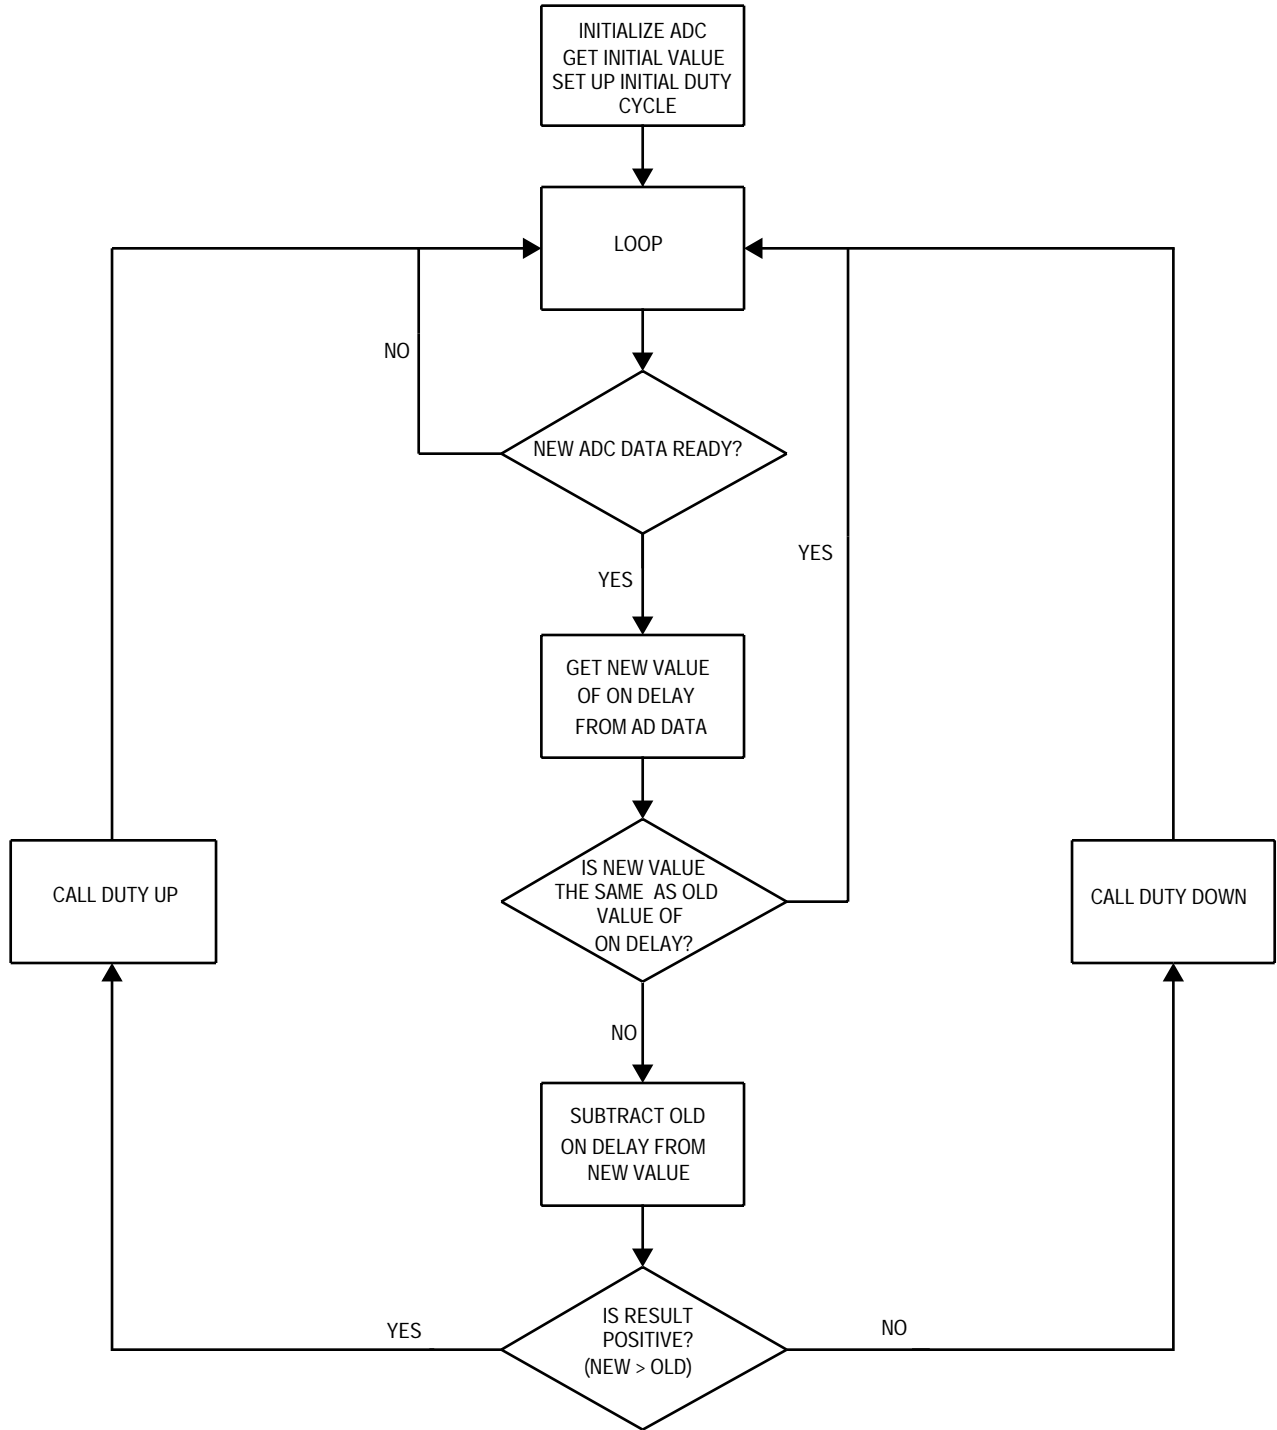 INITIALIZE ADC
GET INITIAL VALUE
SET UP INITIAL DUTY
CYCLE
LOOP
NO
NEW ADC DATA READY?
YES
YES
GET NEW VALUE
OF ON DELAY
FROM AD DATA
IS NEW VALUE
THE SAME AS OLD
VALUE OF
ON DELAY?
CALL DUTY UP
CALL DUTY DOWN
NO
SUBTRACT OLD
ON DELAY FROM
NEW VALUE
IS RESULT
POSITIVE?
(NEW > OLD)
YES
NO